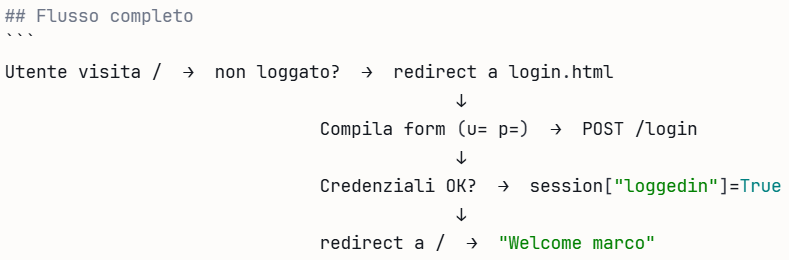 ## Flusso completo
```
Utente visita /  →  non loggato?  →  redirect a login.html
↓
Compila form (u= p=)  →  POST /login
↓
Credenziali OK?  →  session["loggedin"]=True
↓
redirect a /  →  "Welcome marco"